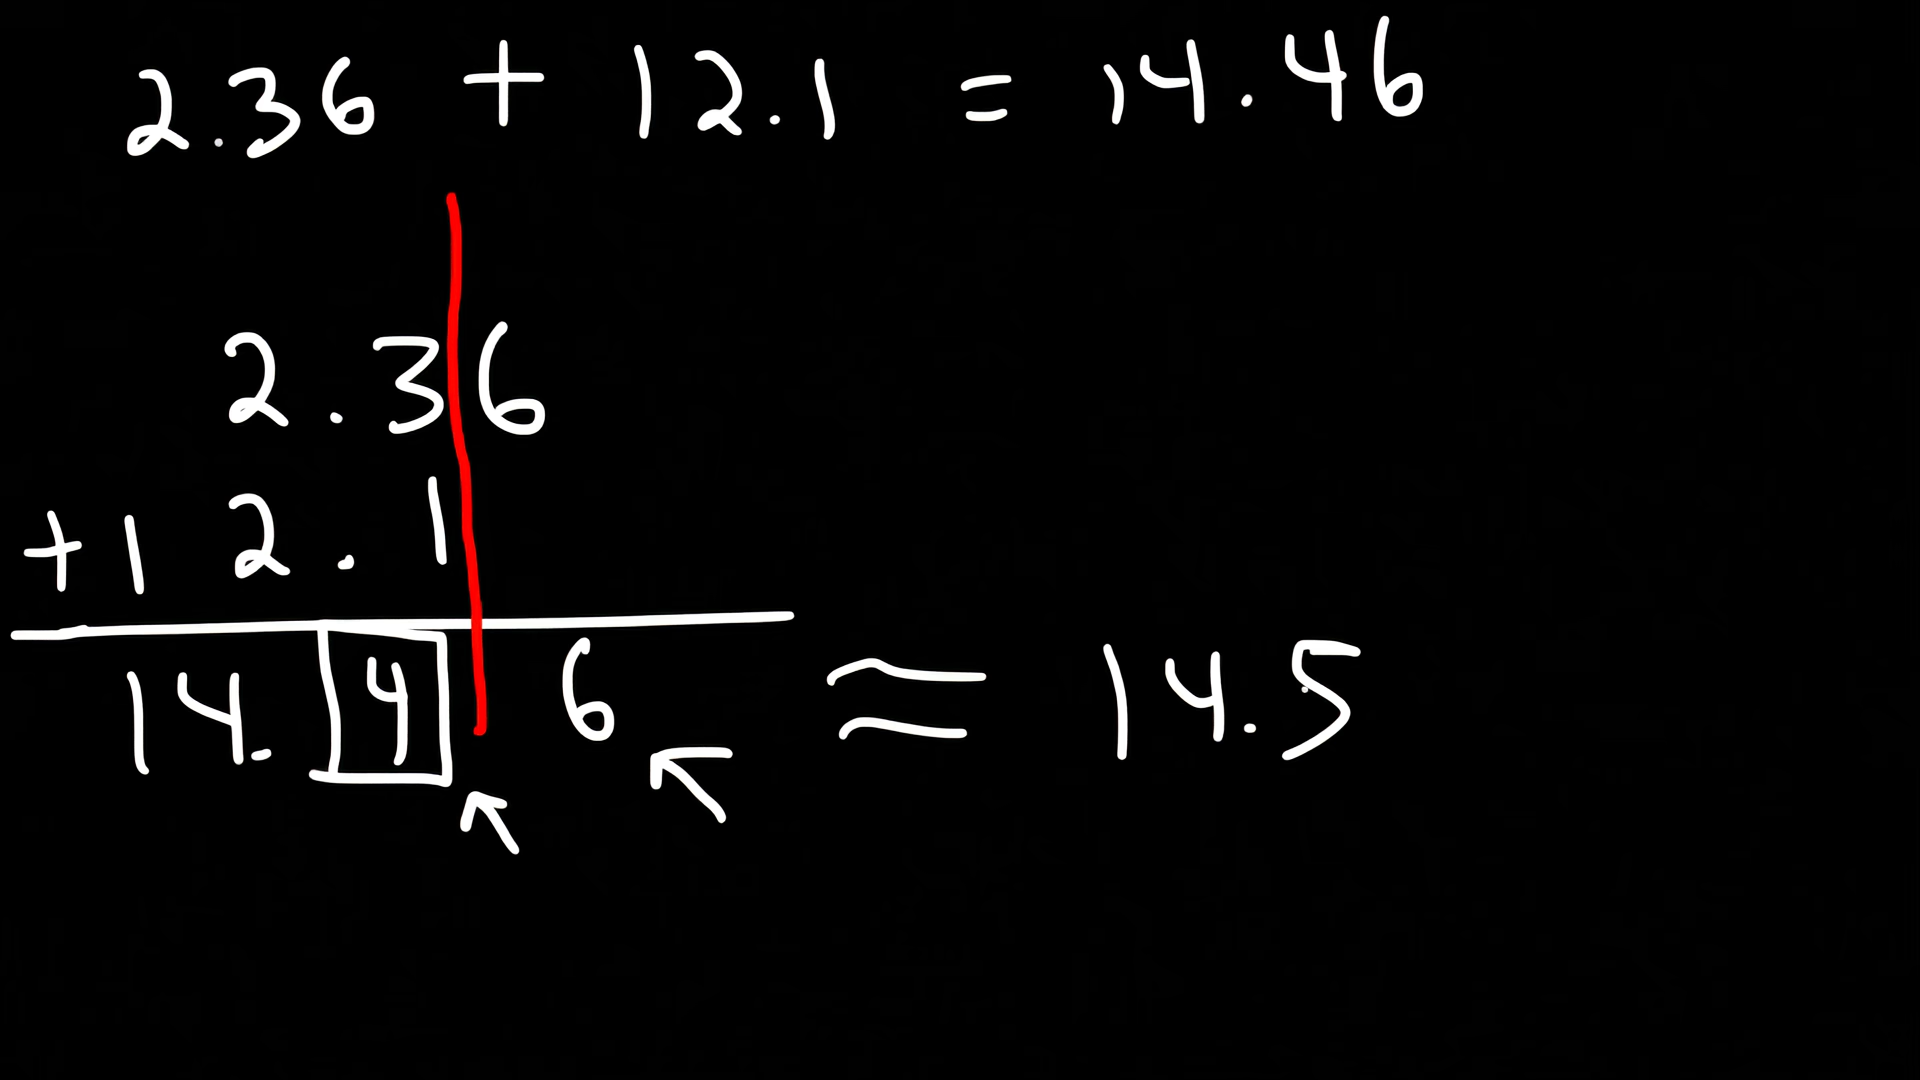 2.36 + 12.1 = 14.46
2.36
+ 12.1
14.46 ≈ 14.5